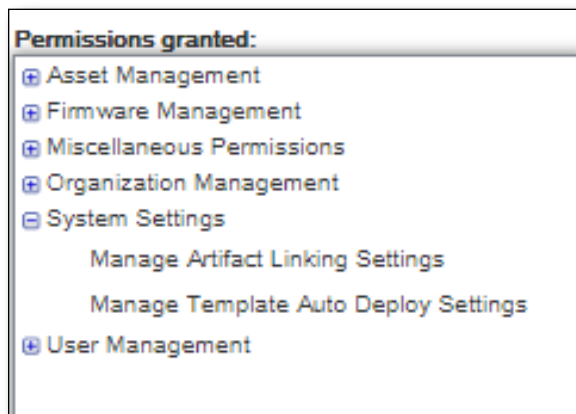 Permissions granted:
Asset Management
Firmware Management
Miscellaneous Permissions
Organization Management
System Settings
Manage Artifact Linking Settings
Manage Template Auto Deploy Settings
User Management